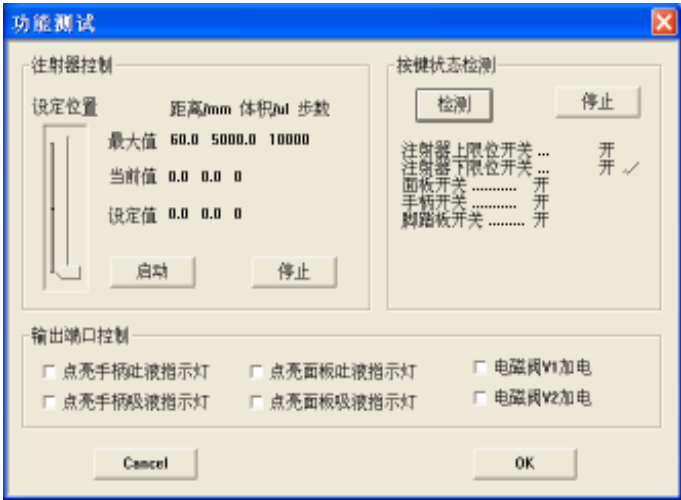 功能测试
注射器控制
设定位置 距离/mm 体积/ul 步数
最大值 60.0 5000.0 10000
当前值 0.0 0.0 0
设定值 0.0 0.0 0
启动 停止
按键状态检测
检测 停止
注射器上限位开关 ... 开
注射器下限位开关 ... 开 ✓
面板开关 .......... 开
手柄开关 .......... 开
脚踏板开关 ........ 开
输出端口控制
点亮手柄吐液指示灯 点亮面板吐液指示灯 电磁阀V1加电
点亮手柄吸液指示灯 点亮面板吸液指示灯 电磁阀V2加电
Cancel OK